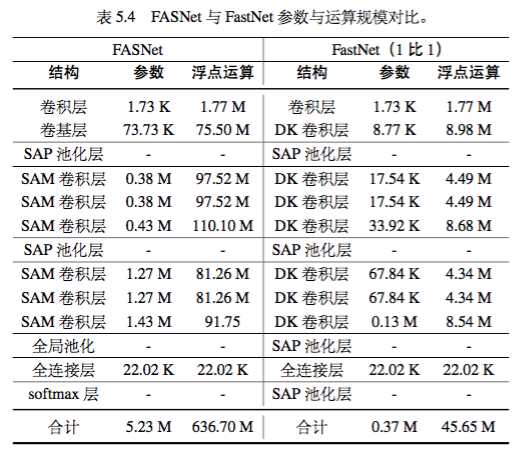 表 5.4 FASNet 与 FastNet 参数与运算规模对比。
FASNet FastNet（1 比 1）
结构 参数 浮点运算 结构 参数 浮点运算
卷积层 1.73 K 1.77 M 卷积层 1.73 K 1.77 M
卷基层 73.73 K 75.50 M DK 卷积层 8.77 K 8.98 M
SAP 池化层 - - SAP 池化层 - -
SAM 卷积层 0.38 M 97.52 M DK 卷积层 17.54 K 4.49 M
SAM 卷积层 0.38 M 97.52 M DK 卷积层 17.54 K 4.49 M
SAM 卷积层 0.43 M 110.10 M DK 卷积层 33.92 K 8.68 M
SAP 池化层 - - SAP 池化层 - -
SAM 卷积层 1.27 M 81.26 M DK 卷积层 67.84 K 4.34 M
SAM 卷积层 1.27 M 81.26 M DK 卷积层 67.84 K 4.34 M
SAM 卷积层 1.43 M 91.75 DK 卷积层 0.13 M 8.54 M
全局池化 - - SAP 池化层 - -
全连接层 22.02 K 22.02 K 全连接层 22.02 K 22.02 K
softmax 层 - - SAP 池化层 - -
合计 5.23 M 636.70 M 合计 0.37 M 45.65 M